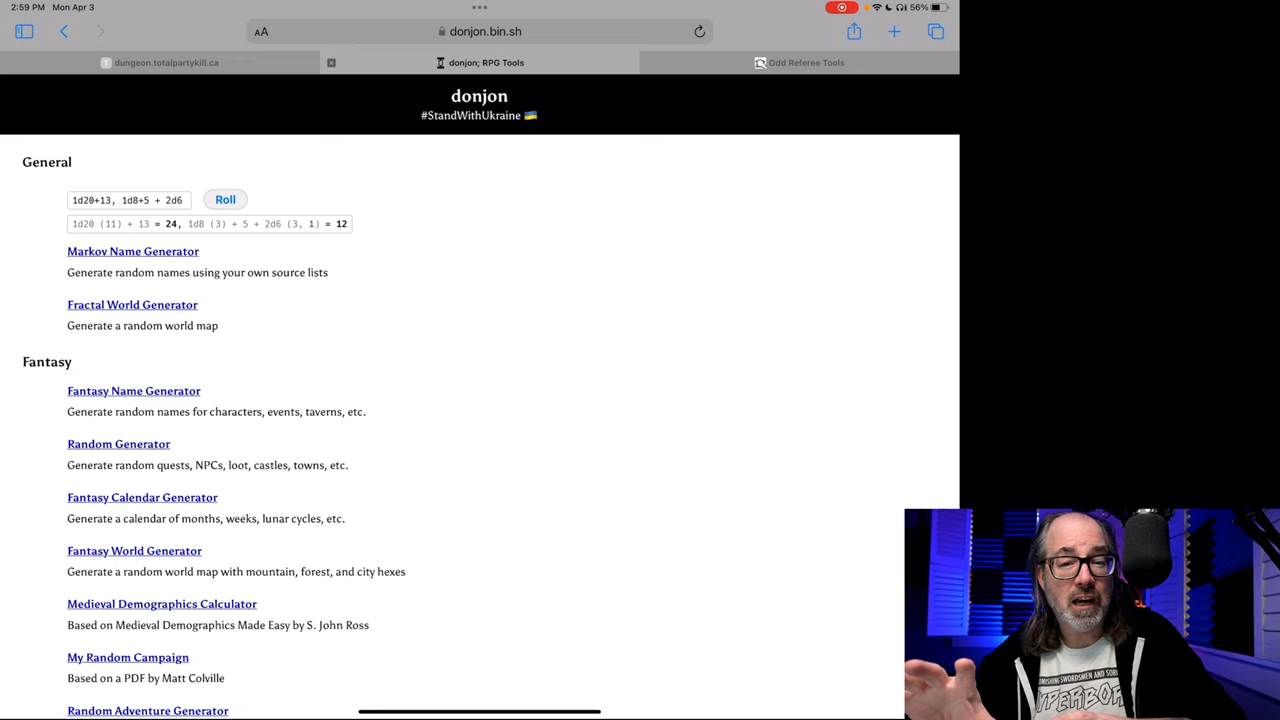 2:59 PM Mon Apr 3
56%
AA
donjon.bin.sh
dungeon.totalpartykill.ca
donjon; RPG Tools
Odd Referee Tools
donjon
#StandWithUkraine 🇺🇦
General
1d20+13, 1d8+5 + 2d6
Roll
1d20 (11) + 13 = 24, 1d8 (3) + 5 + 2d6 (3, 1) = 12
Markov Name Generator
Generate random names using your own source lists
Fractal World Generator
Generate a random world map
Fantasy
Fantasy Name Generator
Generate random names for characters, events, taverns, etc.
Random Generator
Generate random quests, NPCs, loot, castles, towns, etc.
Fantasy Calendar Generator
Generate a calendar of months, weeks, lunar cycles, etc.
Fantasy World Generator
Generate a random world map with mountain, forest, and city hexes
Medieval Demographics Calculator
Based on Medieval Demographics Made Easy by S. John Ross
My Random Campaign
Based on a PDF by Matt Colville
Random Adventure Generator